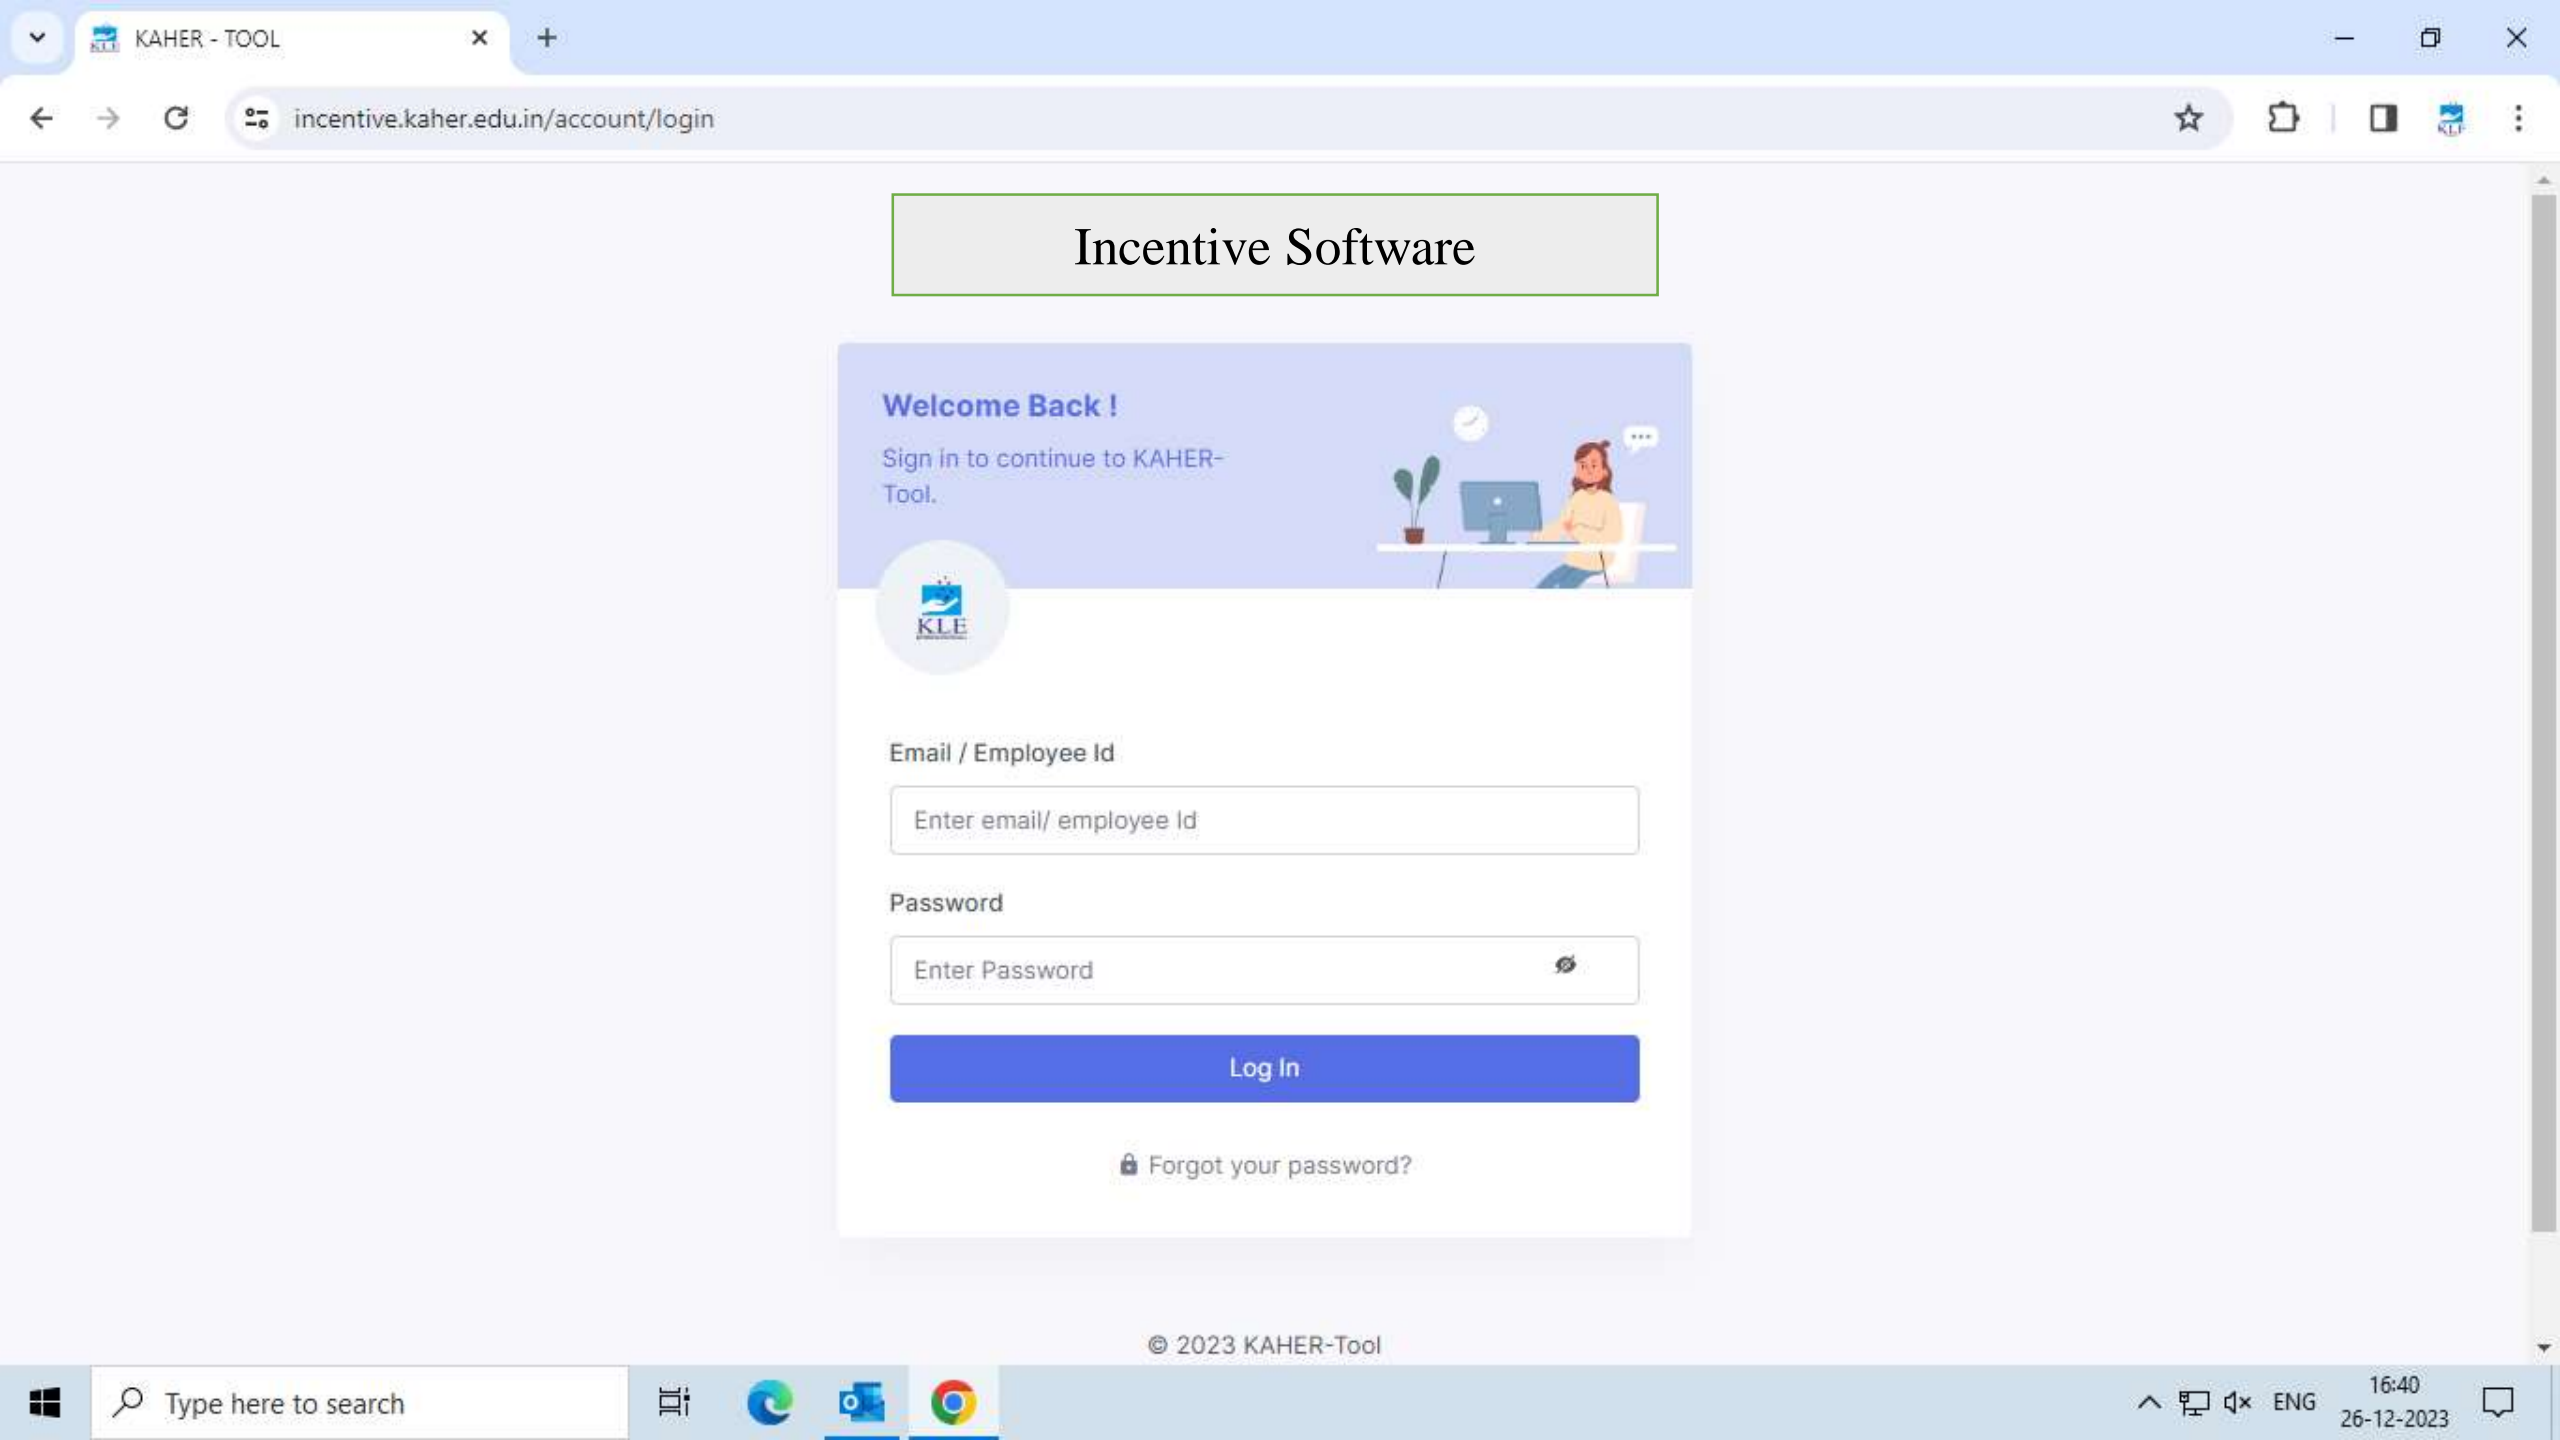 KAHER - TOOL
incentive.kaher.edu.in/account/login
Incentive Software
Welcome Back !
Sign in to continue to KAHER-
Tool.
KLE
Email / Employee Id
Enter email/ employee Id
Password
Enter Password
Log In
Forgot your password?
© 2023 KAHER-Tool
Type here to search
ENG
16:40
26-12-2023